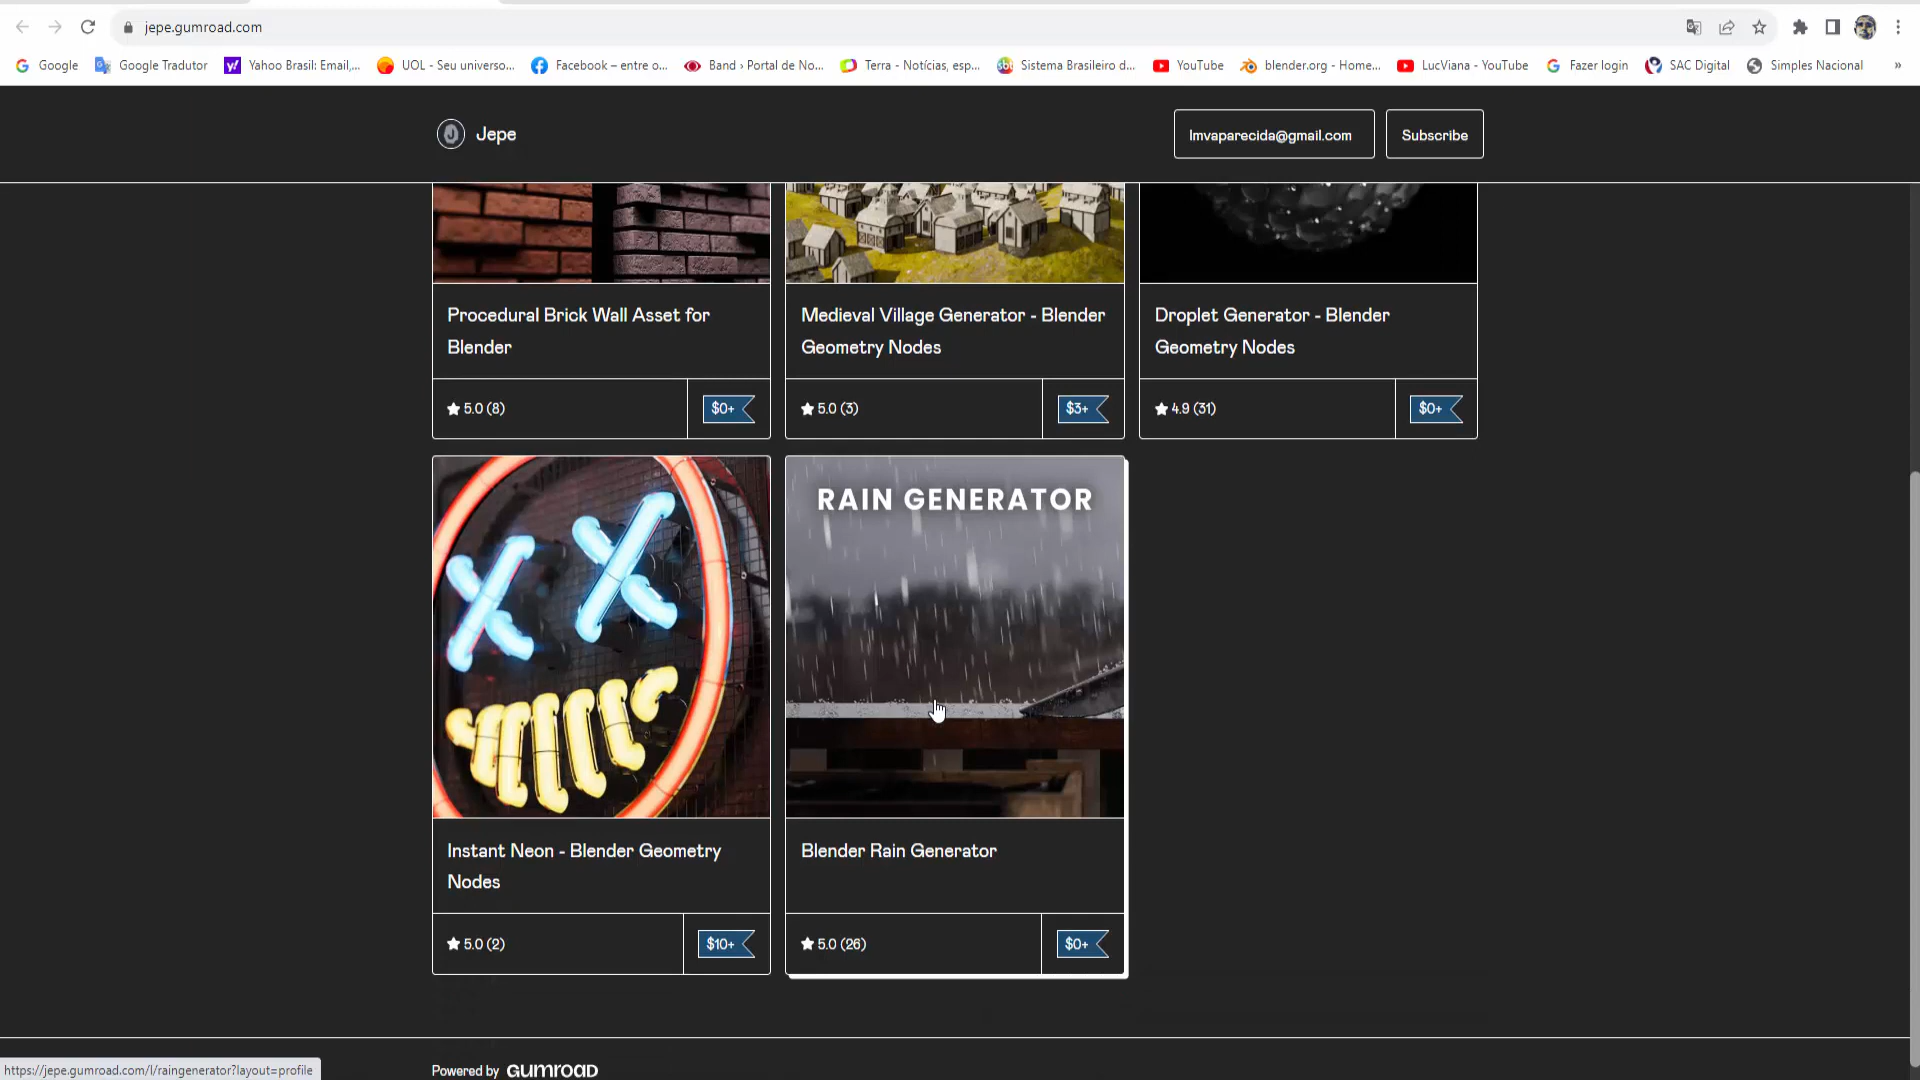 jepe.gumroad.com
Google
Google Tradutor
Yahoo Brasil: Email,...
UOL - Seu universo...
Facebook – entre o...
Band › Portal de No...
Terra - Notícias, esp...
Sistema Brasileiro d...
YouTube
blender.org - Home...
LucViana - YouTube
Fazer login
SAC Digital
Simples Nacional
»
J Jepe
lmvaparecida@gmail.com
Subscribe
Procedural Brick Wall Asset for
Blender
5.0 (8)
$0+
Medieval Village Generator - Blender
Geometry Nodes
5.0 (3)
$3+
Droplet Generator - Blender
Geometry Nodes
4.9 (31)
$0+
Instant Neon - Blender Geometry
Nodes
5.0 (2)
$10+
RAIN GENERATOR
Blender Rain Generator
5.0 (26)
$0+
Powered by GUMROAD
https://jepe.gumroad.com/l/raingenerator?layout=profile